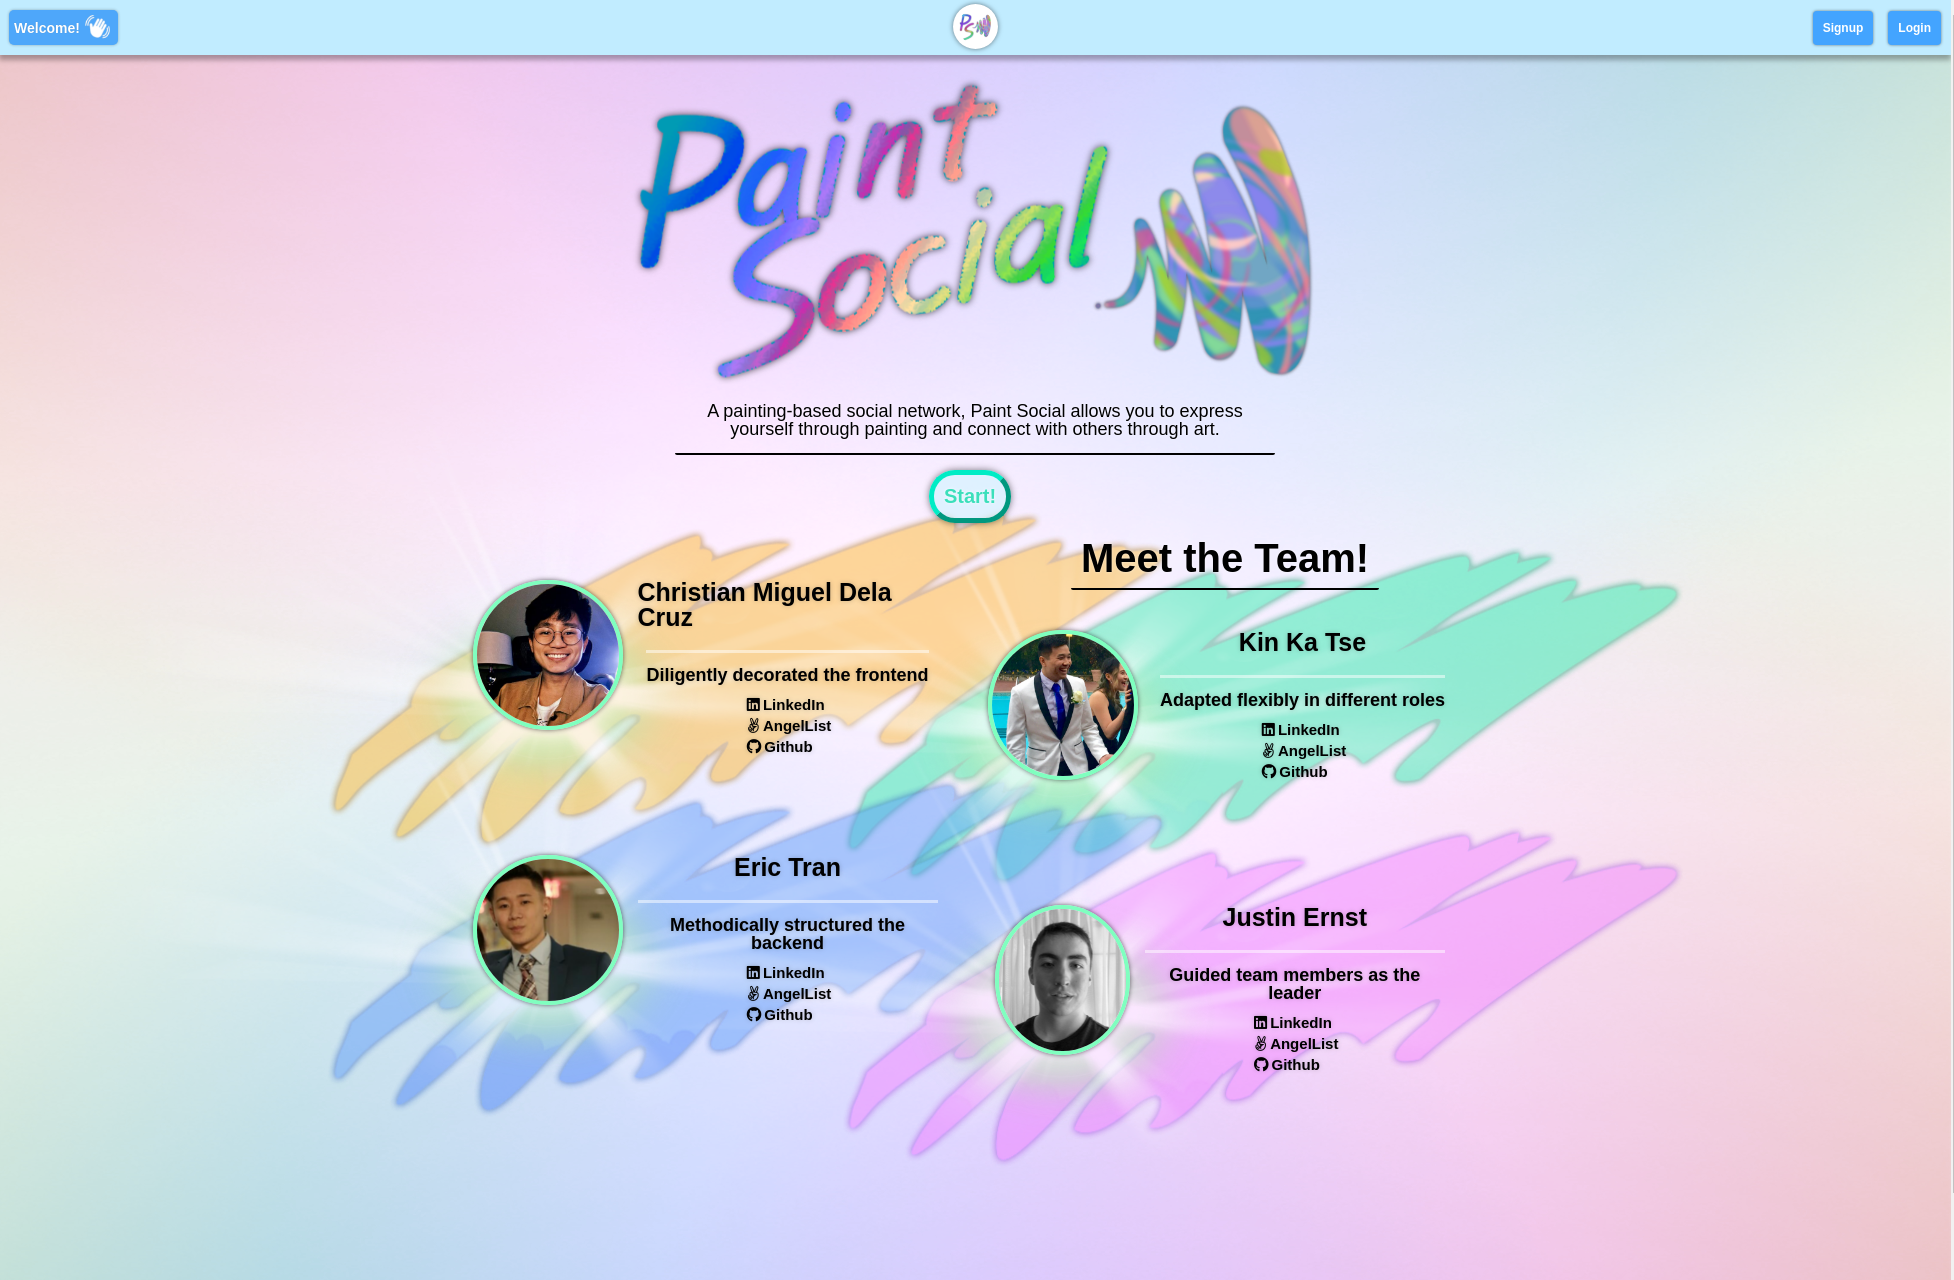 Welcome!
PS
Signup
Login
Paint
Social
A painting-based social network, Paint Social allows you to express
yourself through painting and connect with others through art.
Start!
Meet the Team!
Christian Miguel Dela
Cruz
Diligently decorated the frontend
LinkedIn
AngelList
Github
Kin Ka Tse
Adapted flexibly in different roles
LinkedIn
AngelList
Github
Eric Tran
Methodically structured the
backend
LinkedIn
AngelList
Github
Justin Ernst
Guided team members as the
leader
LinkedIn
AngelList
Github